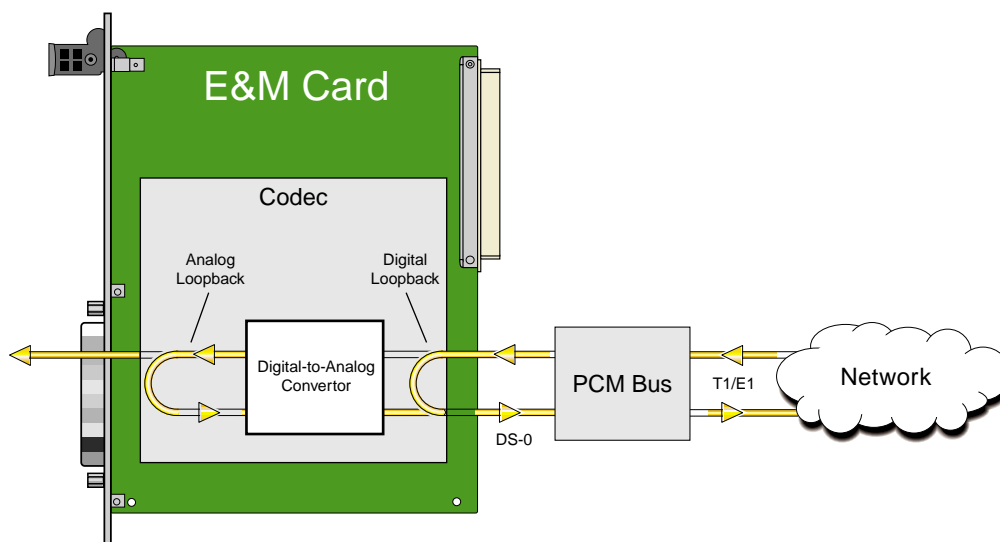 E&M Card
Codec
Analog
Loopback
Digital
Loopback
Digital-to-Analog
Convertor
PCM Bus
T1/E1
Network
DS-0